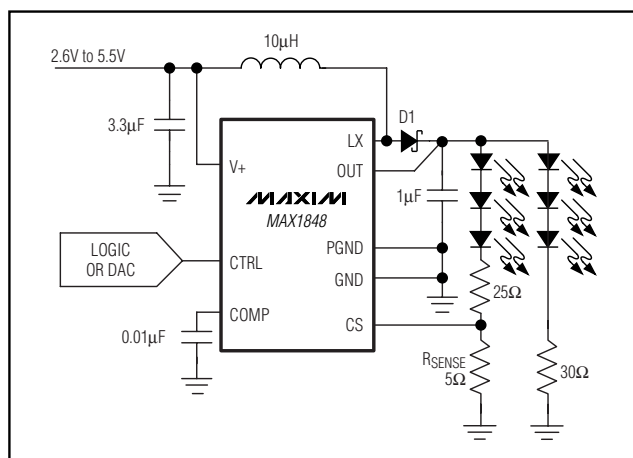 2.6V to 5.5V
10µH
3.3µF
D1
LX
OUT
V+
MAXIM
MAX1848
1µF
PGND
LOGIC
OR DAC
CTRL
GND
25Ω
COMP
CS
0.01µF
RSENSE
5Ω
30Ω